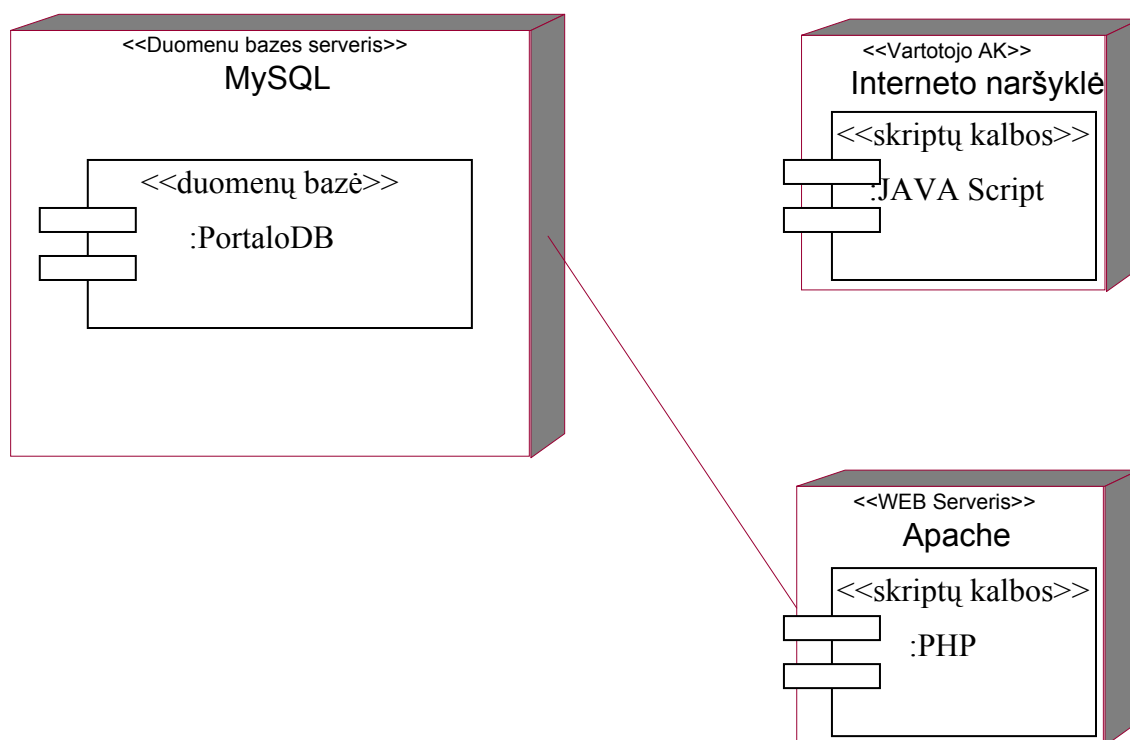 <<Duomenu bazes serveris>>
MySQL
<<duomenų bazė>>
:PortaloDB
<<Vartotojo AK>>
Interneto naršyklė
<<skriptų kalbos>>
:JAVA Script
<<WEB Serveris>>
Apache
<<skriptų kalbos>>
:PHP